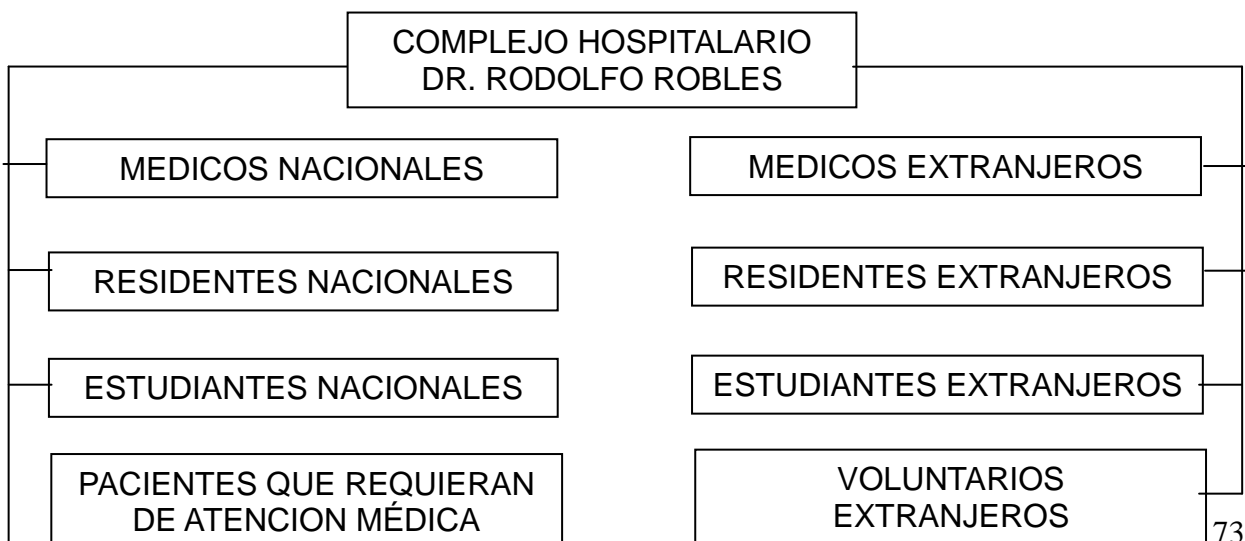 COMPLEJO HOSPITALARIO
DR. RODOLFO ROBLES
MEDICOS NACIONALES
MEDICOS EXTRANJEROS
RESIDENTES NACIONALES
RESIDENTES EXTRANJEROS
ESTUDIANTES NACIONALES
ESTUDIANTES EXTRANJEROS
PACIENTES QUE REQUIERAN
DE ATENCION MÉDICA
VOLUNTARIOS
EXTRANJEROS
73